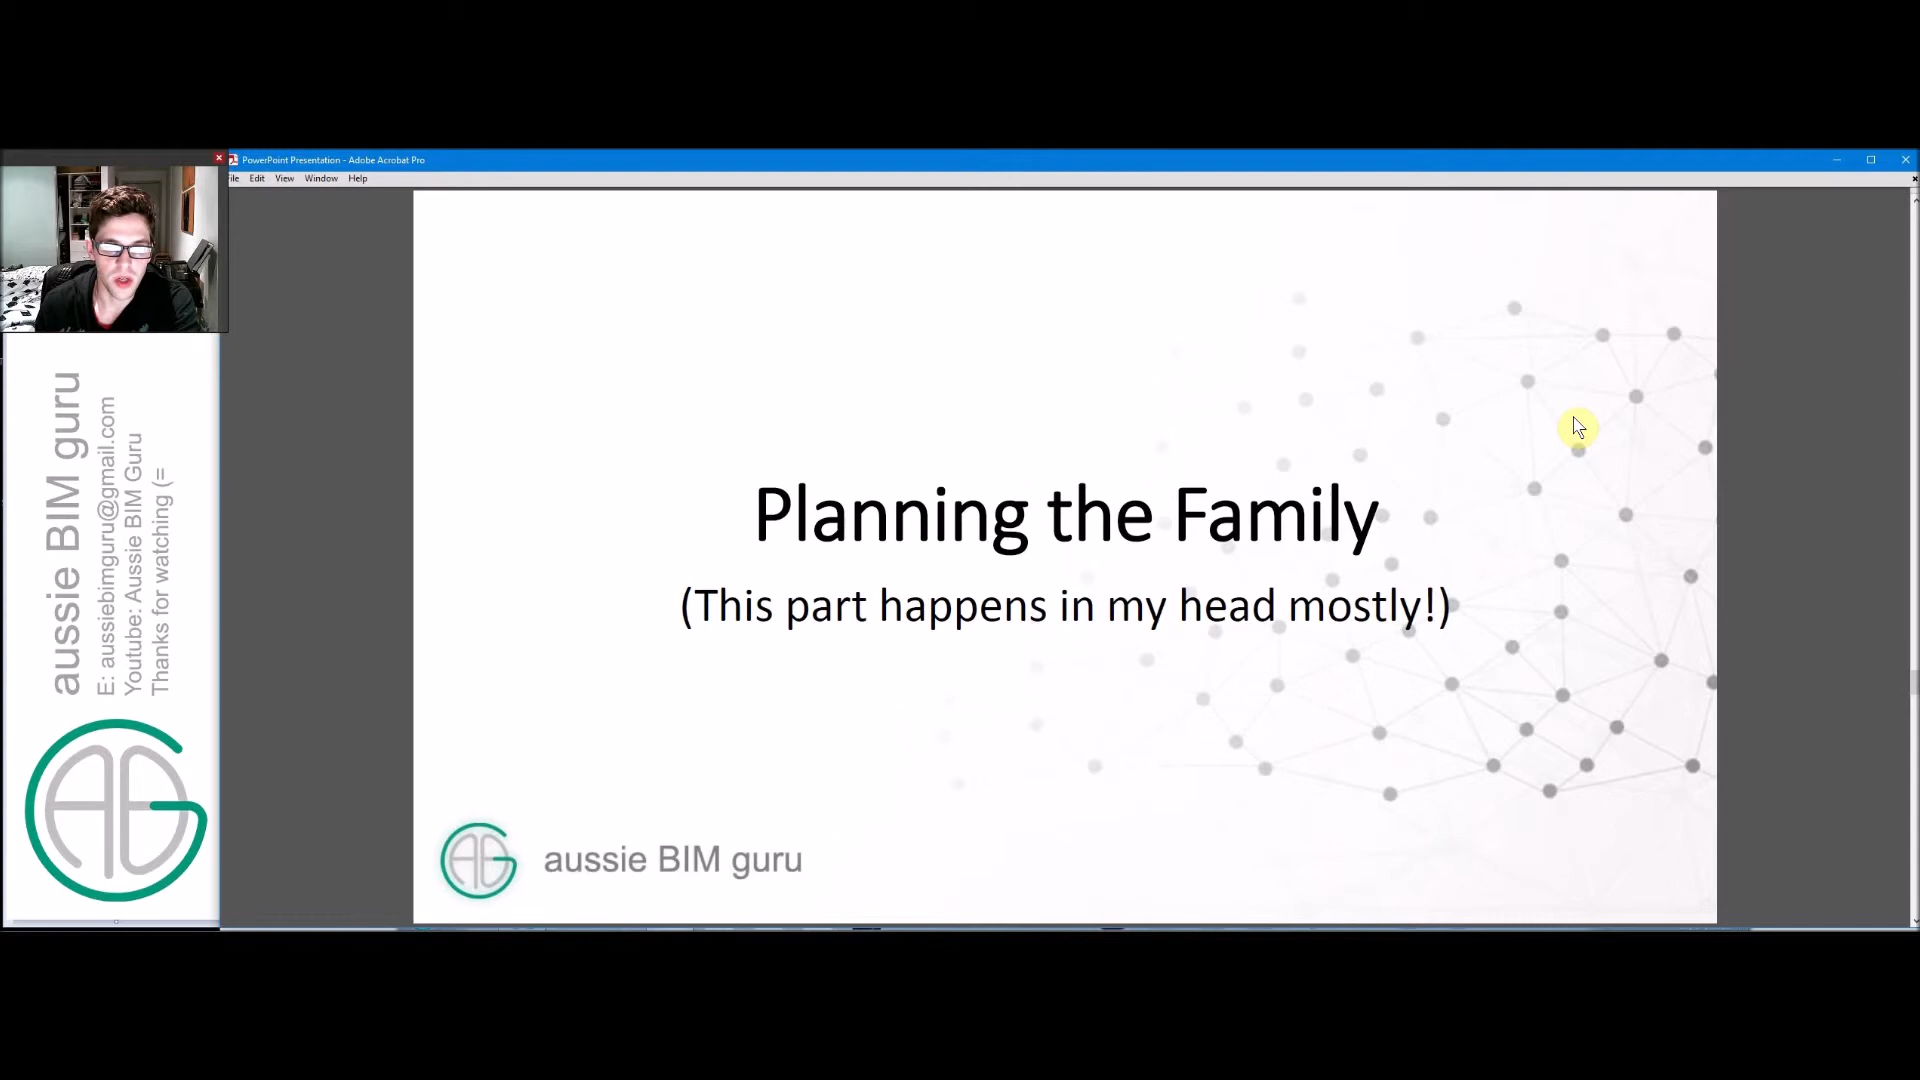 PowerPoint Presentation - Adobe Acrobat Pro
File Edit View Window Help
Planning the Family
(This part happens in my head mostly!)
aussie BIM guru
aussie BIM guru
E: aussiebimguru@gmail.com
Youtube: Aussie BIM Guru
Thanks for watching (=